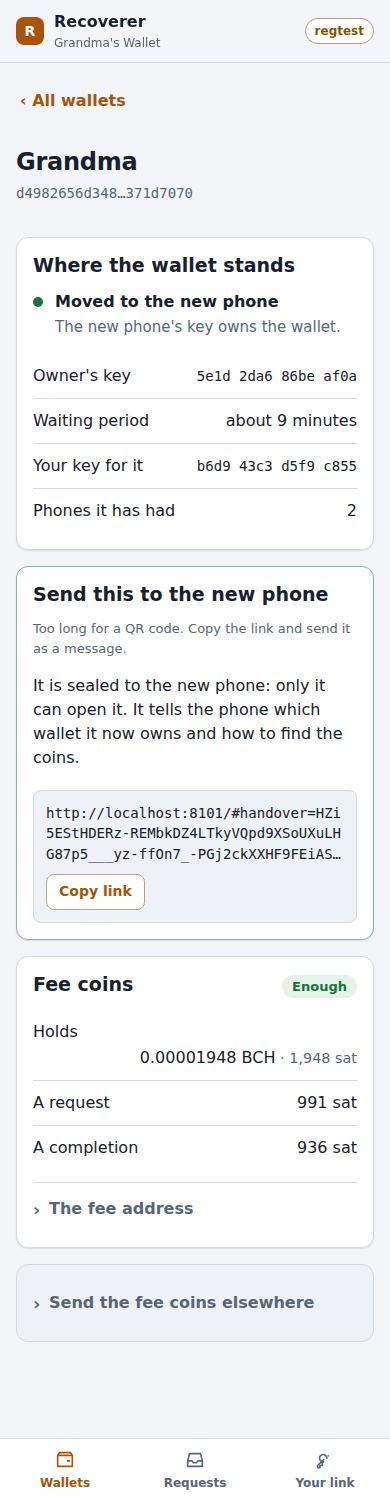 R
Recoverer
Grandma's Wallet
regtest
‹ All wallets
Grandma
d4982656d348…371d7070
Where the wallet stands
Moved to the new phone
The new phone's key owns the wallet.
Owner's key 5e1d 2da6 86be af0a
Waiting period about 9 minutes
Your key for it b6d9 43c3 d5f9 c855
Phones it has had 2
Send this to the new phone
Too long for a QR code. Copy the link and send it
as a message.
It is sealed to the new phone: only it
can open it. It tells the phone which
wallet it now owns and how to find the
coins.
http://localhost:8101/#handover=HZi
5EStHDERz-REMbkDZ4LTkyVQpd9XSoUXuLH
G87p5___yz-ffOn7_-PGj2ckXXHF9FEiAS…
Copy link
Fee coins Enough
Holds
0.00001948 BCH · 1,948 sat
A request 991 sat
A completion 936 sat
› The fee address
› Send the fee coins elsewhere
Wallets Requests Your link